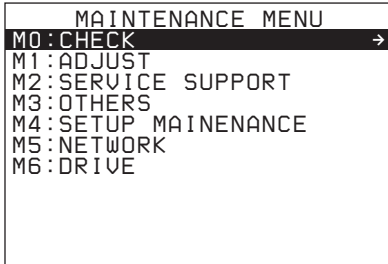 MAINTENANCE MENU
M0:CHECK →
M1:ADJUST
M2:SERVICE SUPPORT
M3:OTHERS
M4:SETUP MAINENANCE
M5:NETWORK
M6:DRIVE